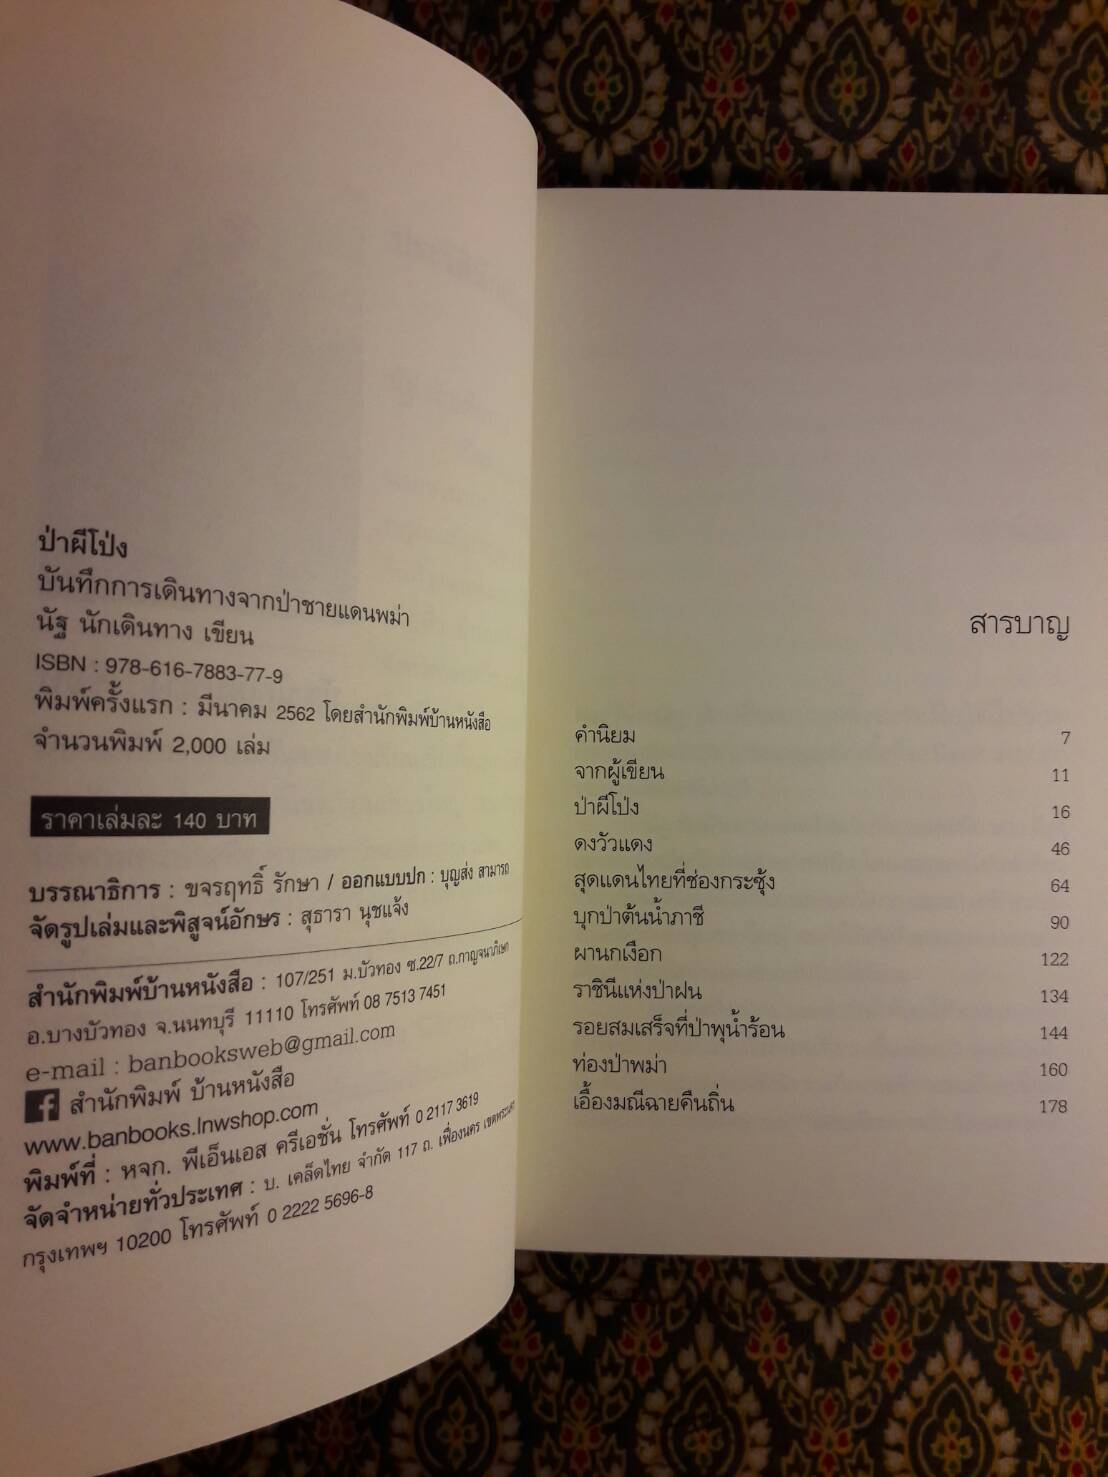 ป่าผีโป่ง
บันทึกการเดินทางจากป่าชายแดนพม่า
นัฐ นักเดินทาง เขียน
ISBN : 978-616-7883-77-9
พิมพ์ครั้งแรก : มีนาคม 2562 โดยสำนักพิมพ์บ้านหนังสือ
จำนวนพิมพ์ 2,000 เล่ม
ราคาเล่มละ 140 บาท
บรรณาธิการ : ขจรฤทธิ์ รักษา / ออกแบบปก : บุญส่ง สามารถ
จัดรูปเล่มและพิสูจน์อักษร : สุธารา นุชแจ้ง
สำนักพิมพ์บ้านหนังสือ : 107/251 ม.บัวทอง ซ.22/7 ถ.กาญจนาภิเษก
อ.บางบัวทอง จ.นนทบุรี 11110 โทรศัพท์ 08 7513 7451
e-mail : banbooksweb@gmail.com
สำนักพิมพ์ บ้านหนังสือ
www.banbooks.lnwshop.com
พิมพ์ที่ : หจก. พีเอ็นเอส ครีเอชั่น โทรศัพท์ 0 2117 3619
จัดจำหน่ายทั่วประเทศ : บ. เคล็ดไทย จำกัด 117 ถ. เฟื่องนคร เขตพระนคร
กรุงเทพฯ 10200 โทรศัพท์ 0 2222 5696-8
สารบาญ
คำนิยม 7
จากผู้เขียน 11
ป่าผีโป่ง 16
ดงวัวแดง 46
สุดแดนไทยที่ช่องกระซุ้ง 64
บุกป่าต้นน้ำภาชี 90
ผานกเงือก 122
ราชินีแห่งป่าฝน 134
รอยสมเสร็จที่ป่าพุน้ำร้อน 144
ท่องป่าพม่า 160
เอื้องมณีฉายคืนถิ่น 178